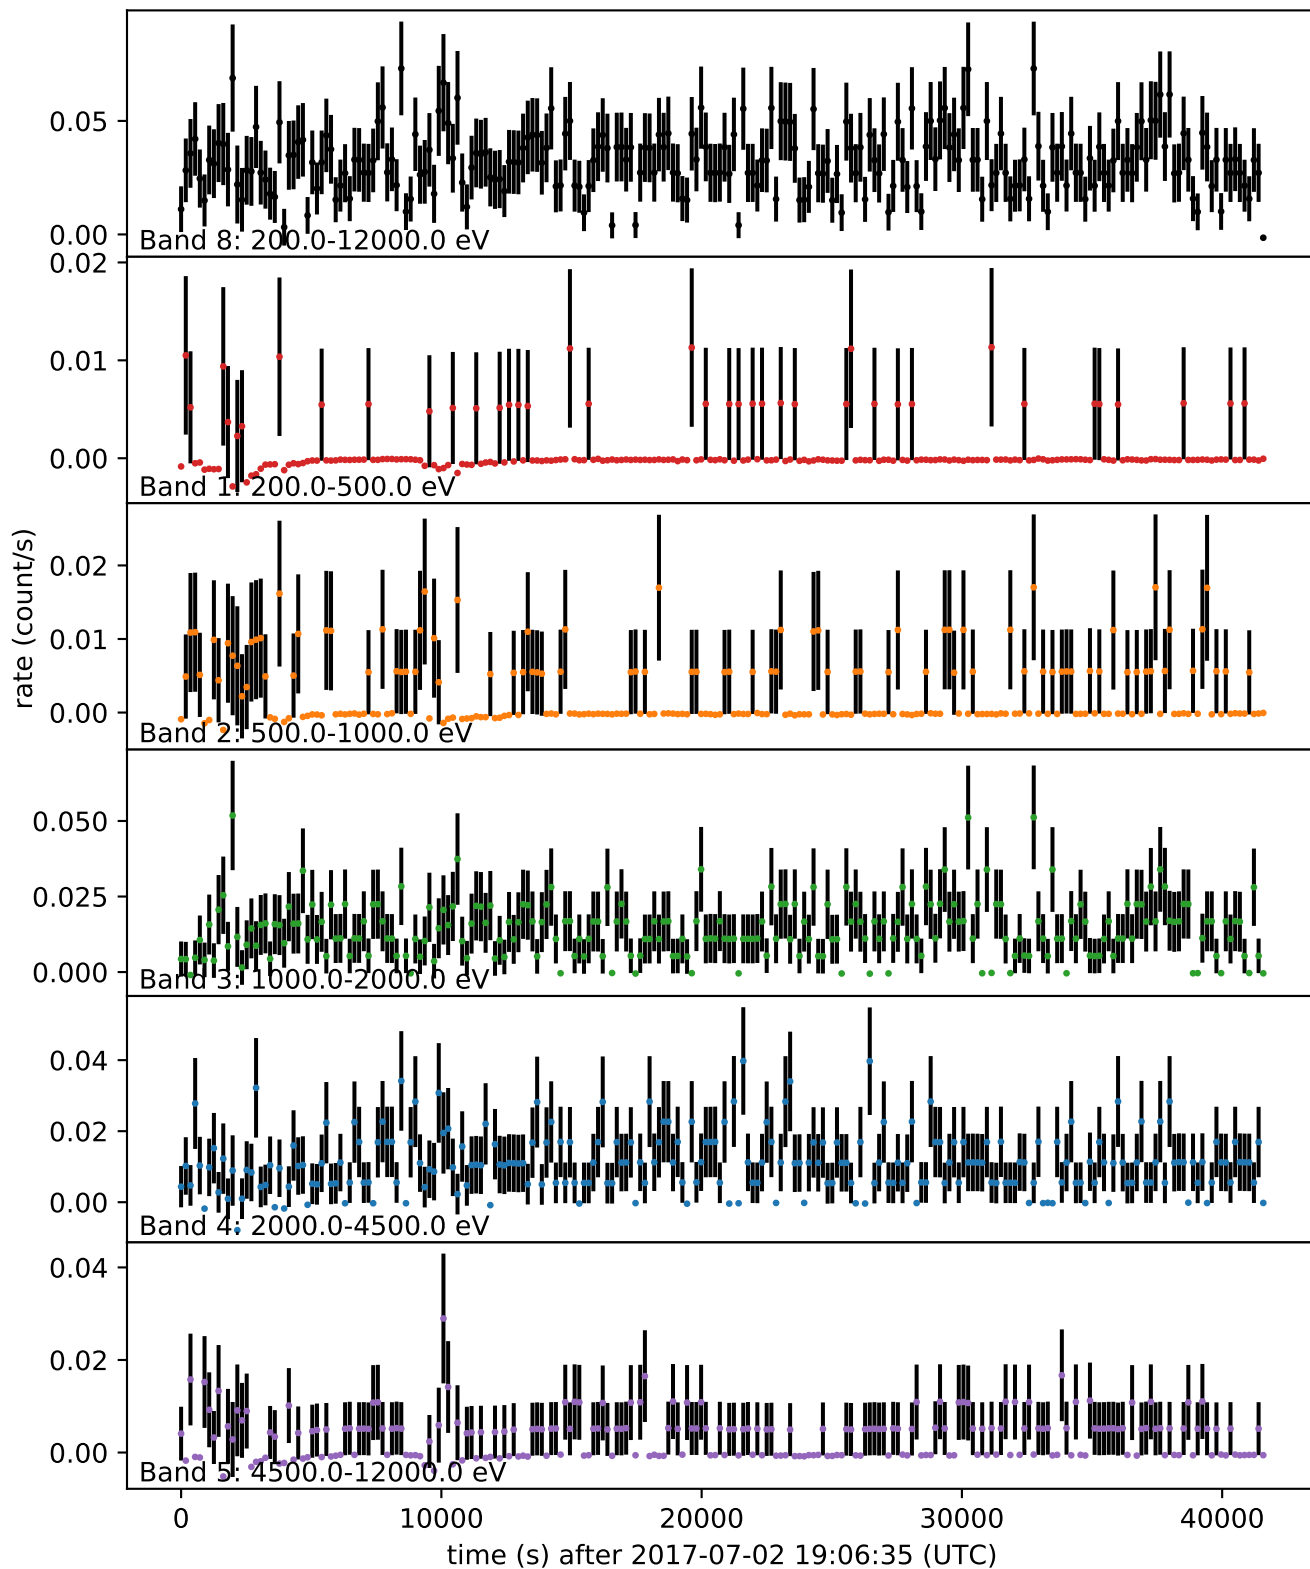 0.05
0.00
Band 8: 200.0-12000.0 eV
0.02
0.01
0.00
Band 1: 200.0-500.0 eV
rate (count/s)
0.02
0.01
0.00
Band 2: 500.0-1000.0 eV
0.050
0.025
0.000
Band 3: 1000.0-2000.0 eV
0.04
0.02
0.00
Band 4: 2000.0-4500.0 eV
0.04
0.02
0.00
Band 5: 4500.0-12000.0 eV
0 10000 20000 30000 40000
time (s) after 2017-07-02 19:06:35 (UTC)